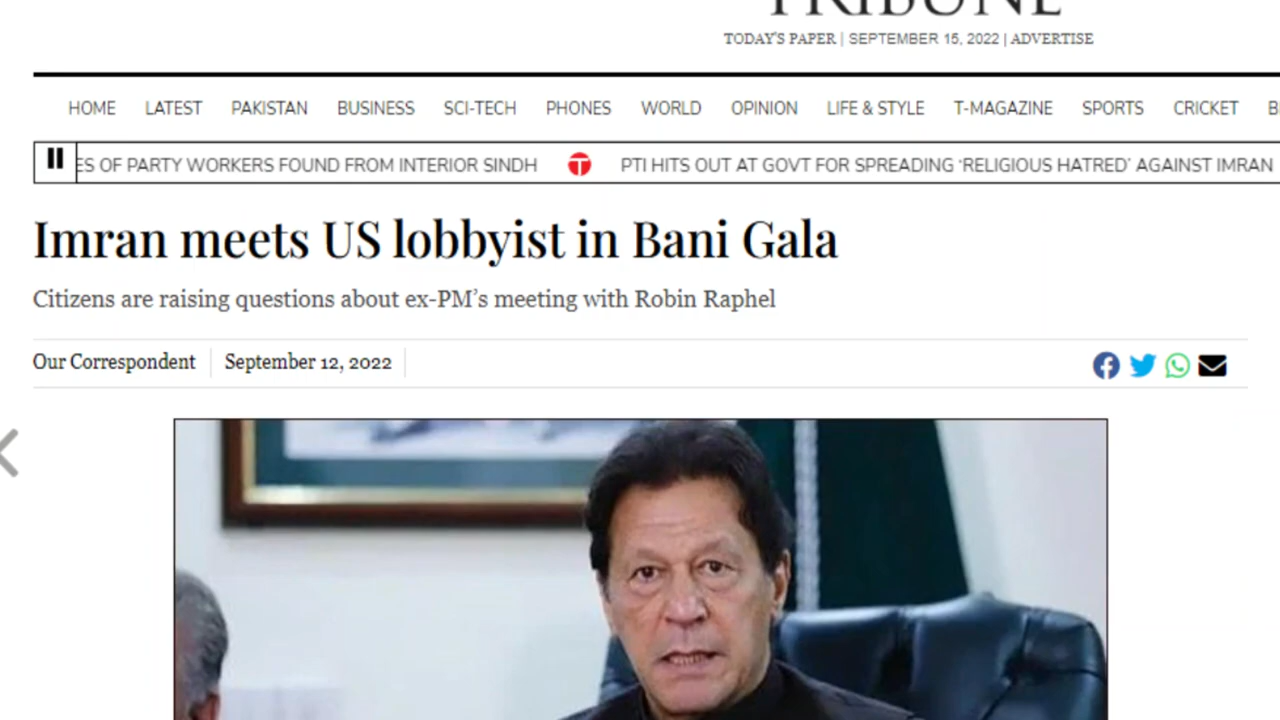 TRIBUNE
TODAY'S PAPER | SEPTEMBER 15, 2022 | ADVERTISE
HOME LATEST PAKISTAN BUSINESS SCI-TECH PHONES WORLD OPINION LIFE & STYLE T-MAGAZINE SPORTS CRICKET
ES OF PARTY WORKERS FOUND FROM INTERIOR SINDH T PTI HITS OUT AT GOVT FOR SPREADING 'RELIGIOUS HATRED' AGAINST IMRAN
Imran meets US lobbyist in Bani Gala
Citizens are raising questions about ex-PM's meeting with Robin Raphel
Our Correspondent September 12, 2022